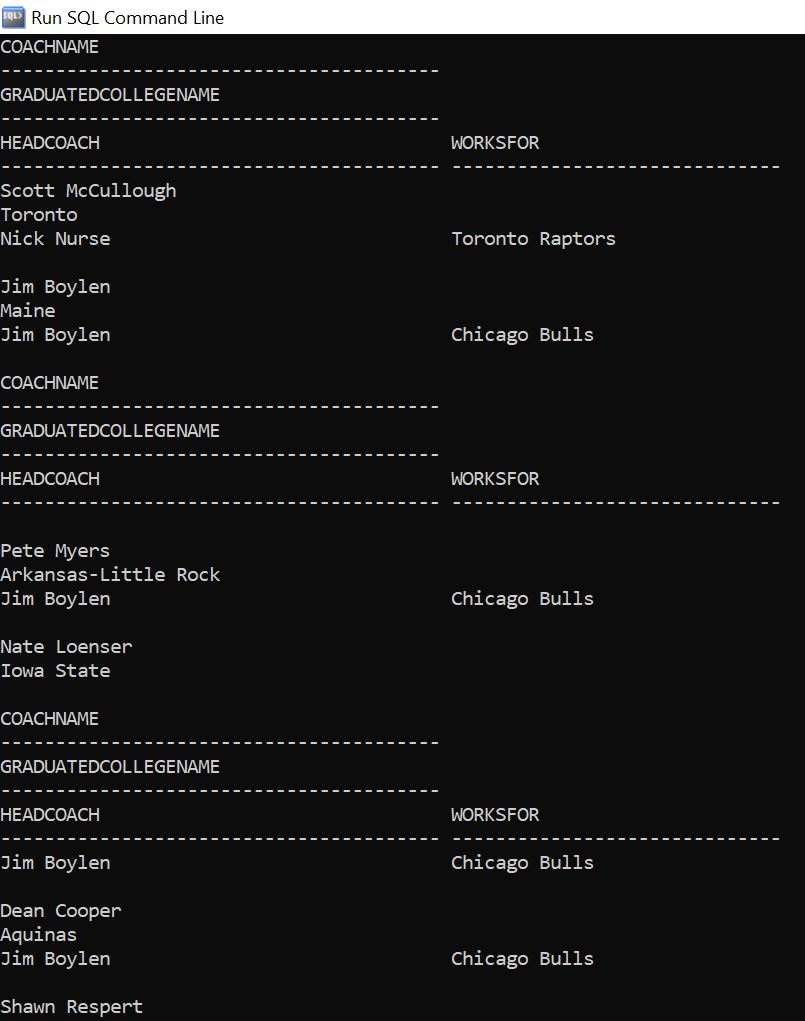 SQL> Run SQL Command Line
COACHNAME
----------------------------------------
GRADUATEDCOLLEGENAME
----------------------------------------
HEADCOACH WORKSFOR
---------------------------------------- ------------------------------
Scott McCullough
Toronto
Nick Nurse Toronto Raptors
Jim Boylen
Maine
Jim Boylen Chicago Bulls
COACHNAME
----------------------------------------
GRADUATEDCOLLEGENAME
----------------------------------------
HEADCOACH WORKSFOR
---------------------------------------- ------------------------------
Pete Myers
Arkansas-Little Rock
Jim Boylen Chicago Bulls
Nate Loenser
Iowa State
COACHNAME
----------------------------------------
GRADUATEDCOLLEGENAME
----------------------------------------
HEADCOACH WORKSFOR
---------------------------------------- ------------------------------
Jim Boylen Chicago Bulls
Dean Cooper
Aquinas
Jim Boylen Chicago Bulls
Shawn Respert